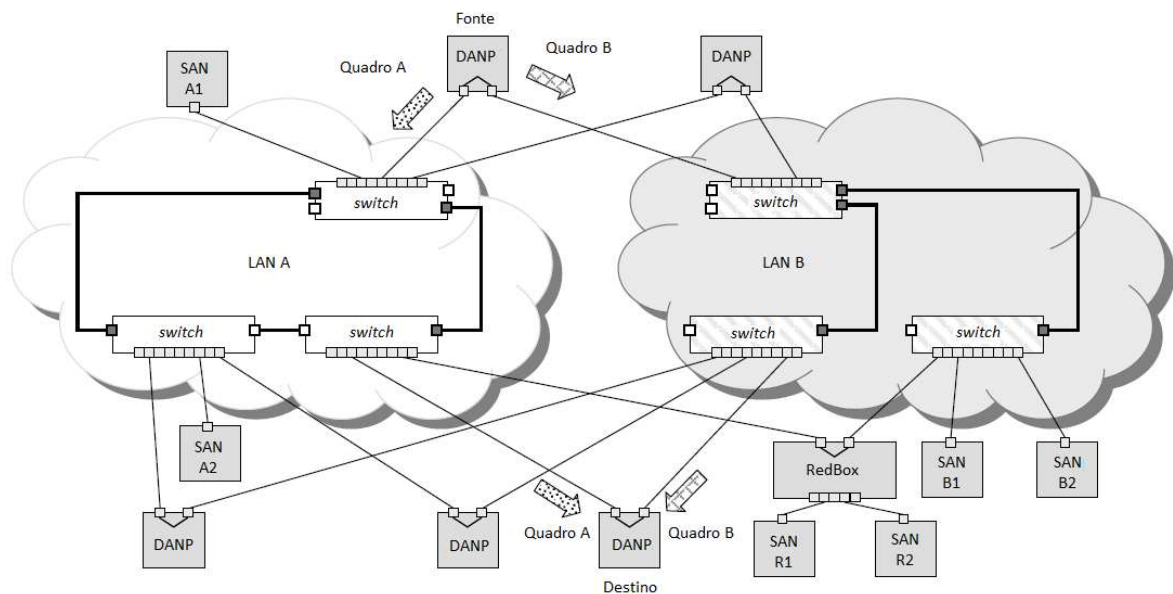 Fonte
DANP
Quadro B
DANP
SAN
A1
Quadro A
switch
switch
LAN A
LAN B
switch
switch
switch
switch
SAN
A2
RedBox
SAN
B1
SAN
B2
DANP
DANP
Quadro A
DANP
Quadro B
SAN
R1
SAN
R2
Destino